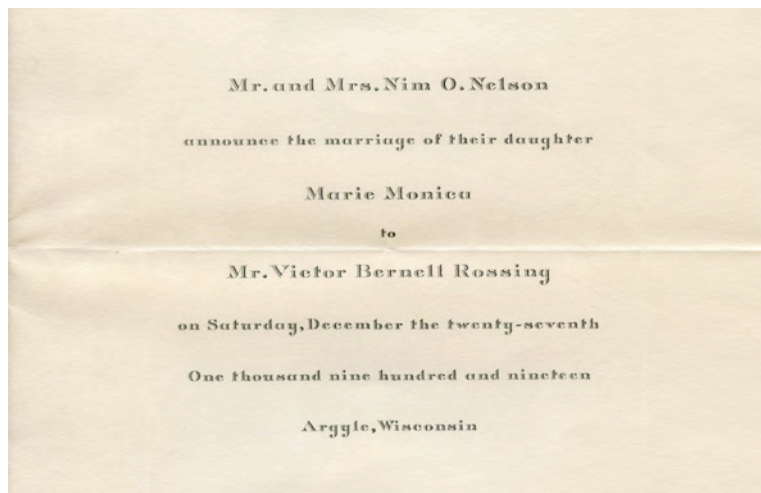 Mr. and Mrs. Nim O. Nelson
announce the marriage of their daughter
Marie Monica
to
Mr. Victor Bernell Rossing
on Saturday, December the twenty-seventh
One thousand nine hundred and nineteen
Argyle, Wisconsin